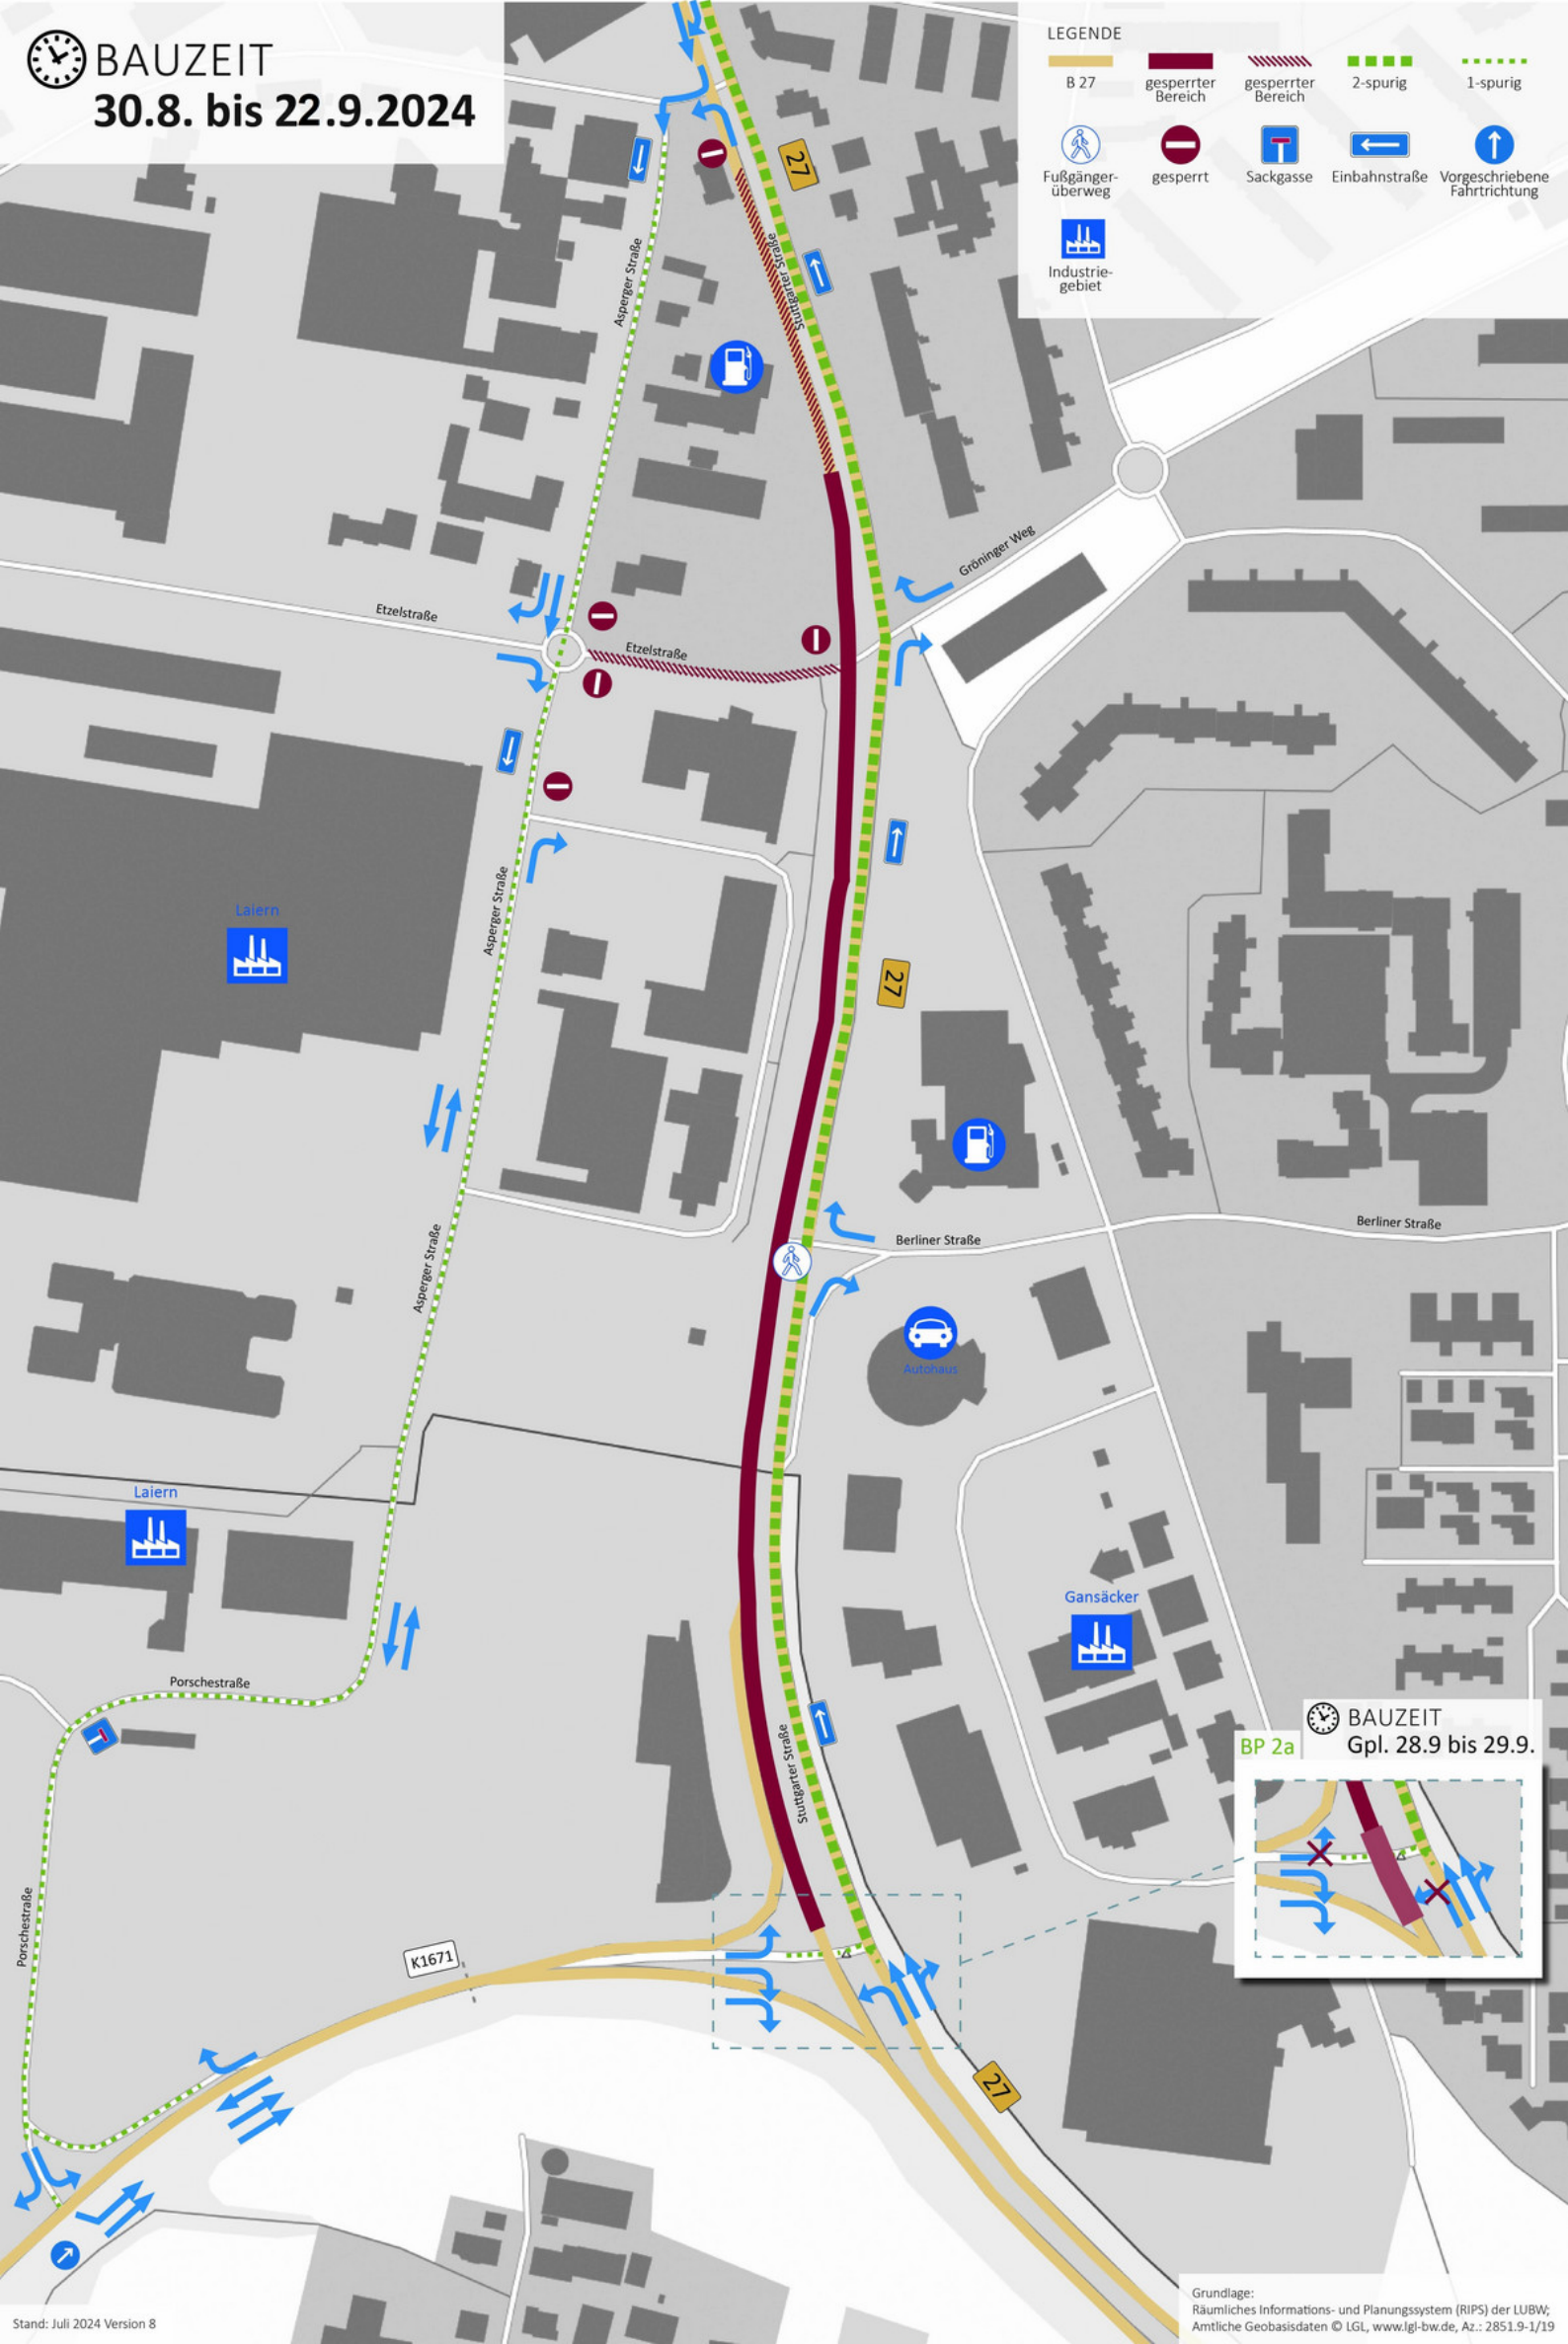 BAUZEIT
30.8. bis 22.9.2024
LEGENDE
B 27
gesperrter
Bereich
gesperrter
Bereich
2-spurig
1-spurig
Fußgänger-
überweg
gesperrt
Sackgasse
Einbahnstraße
Vorgeschriebene
Fahrtrichtung
Industrie-
gebiet
27
Stuttgarter Straße
Asperger Straße
Gröninger Weg
Etzelstraße
Etzelstraße
Asperger Straße
Laiern
27
Asperger Straße
Berliner Straße
Berliner Straße
Autohaus
Laiern
Gansäcker
Porschestraße
Stuttgarter Straße
BAUZEIT
Gpl. 28.9 bis 29.9.
BP 2a
Porschestraße
K1671
27
Grundlage:
Räumliches Informations- und Planungssystem (RIPS) der LUBW;
Amtliche Geobasisdaten © LGL, www.lgl-bw.de, Az.: 2851.9-1/19
Stand: Juli 2024 Version 8